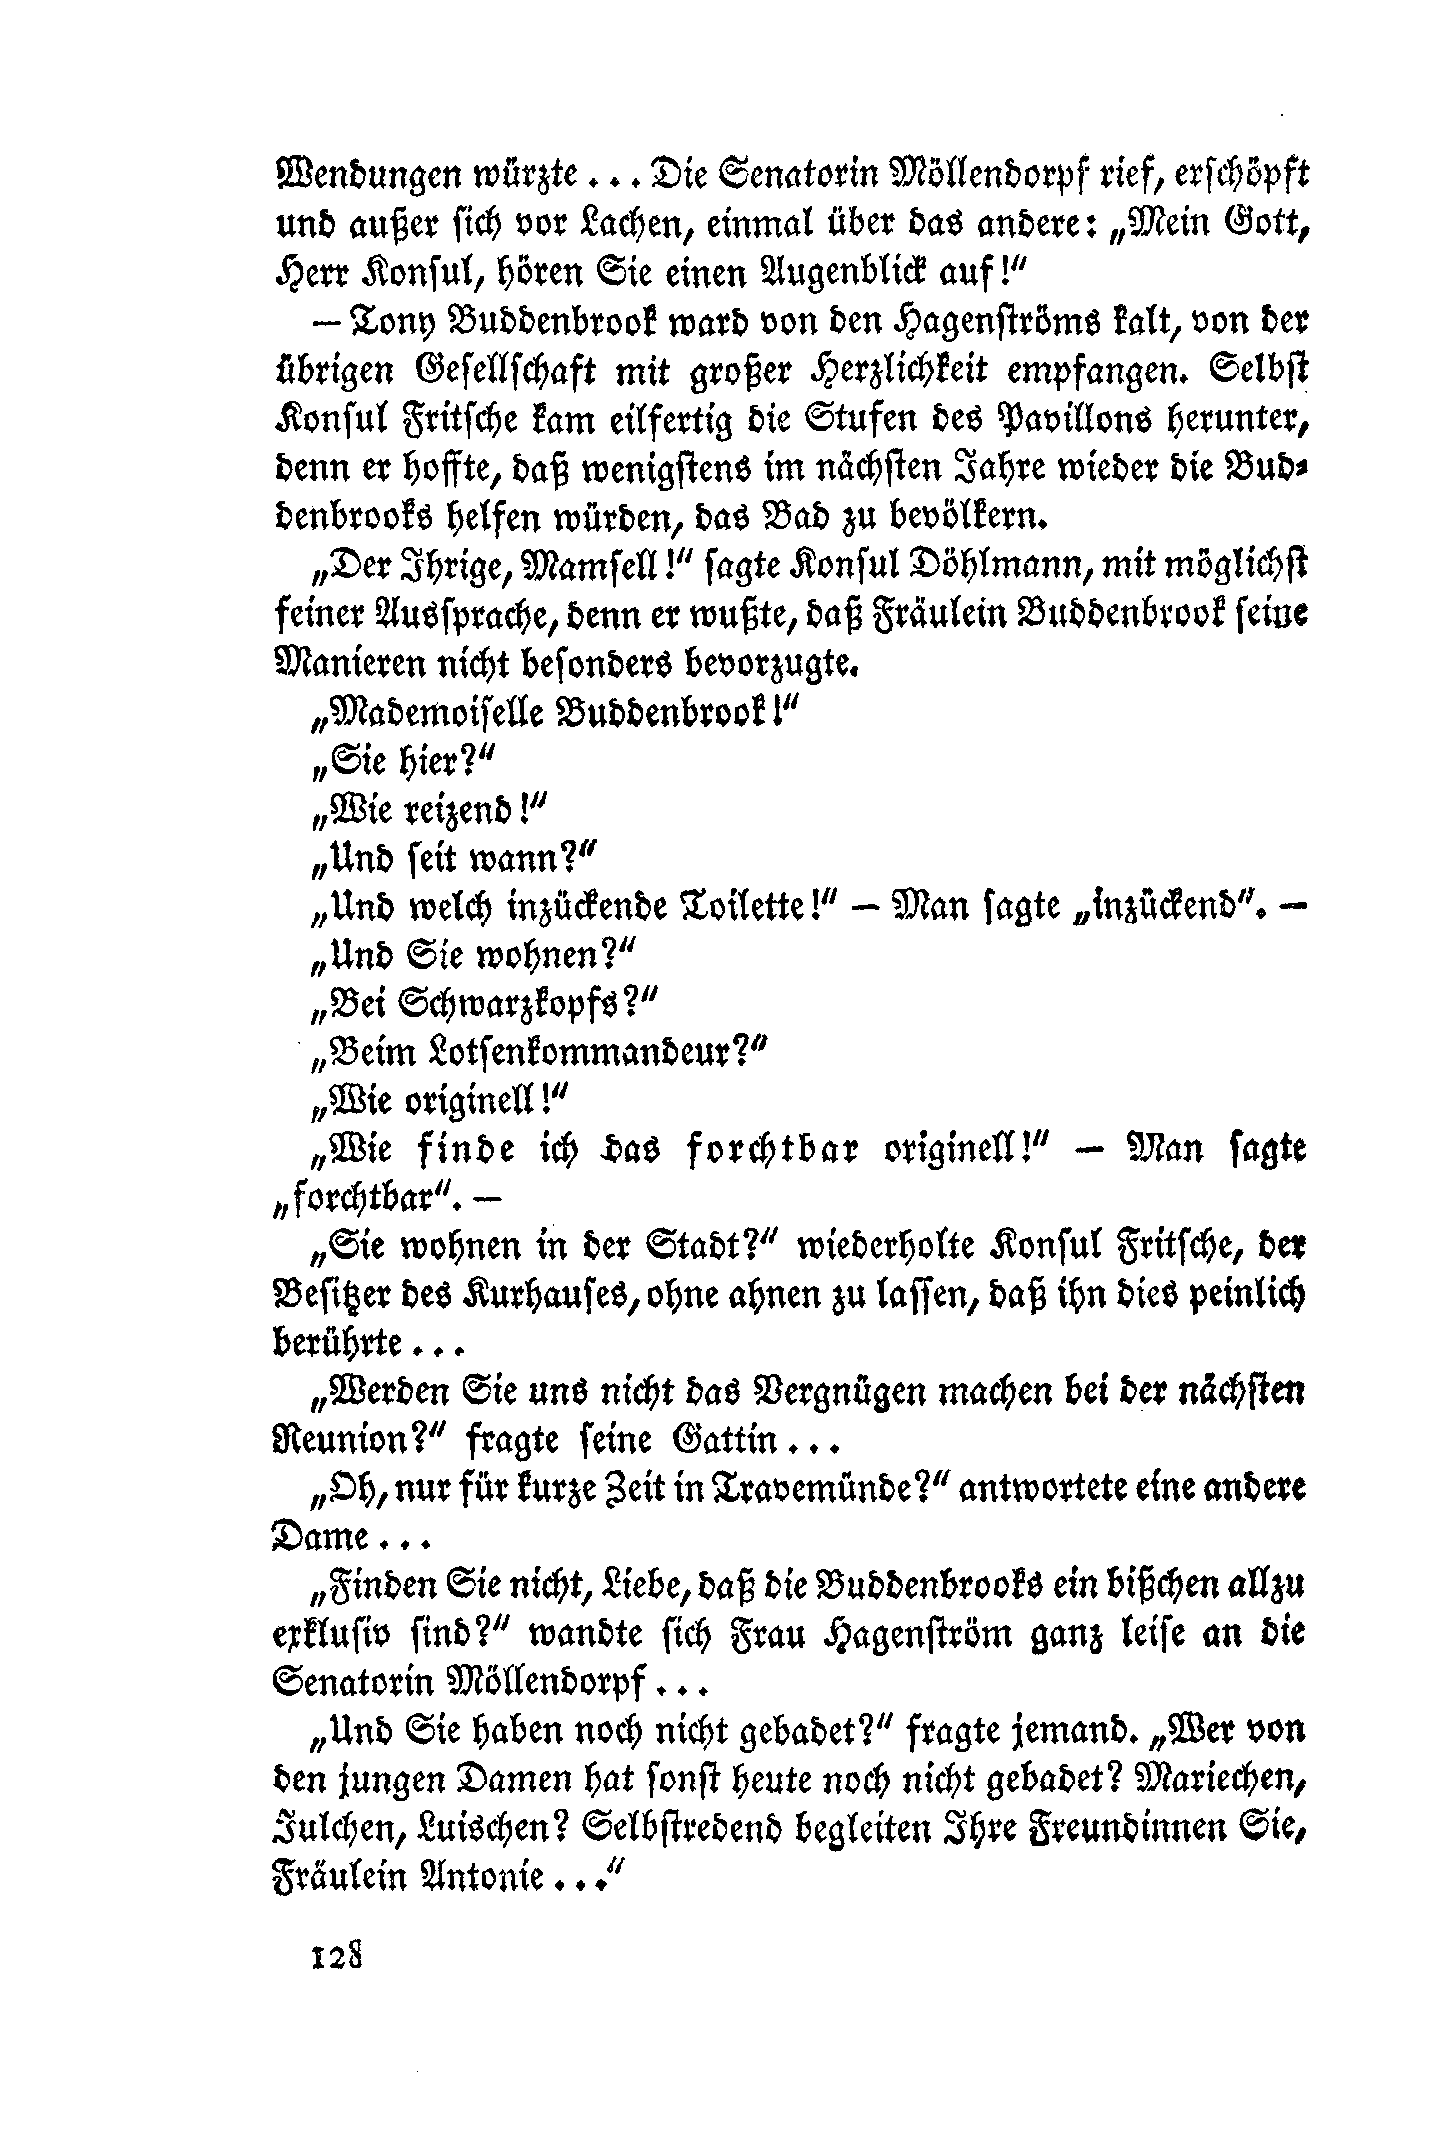 Wendungen würzte... Die Senatorin Möllendorpf rief, erschöpft
und außer sich vor Lachen, einmal über das andere: „Mein Gott,
Herr Konsul, hören Sie einen Augenblick auf!“
— Tony Buddenbrook ward von den Hagenströms kalt, von der
übrigen Gesellschaft mit großer Herzlichkeit empfangen. Selbst
Konsul Fritsche kam eilfertig die Stufen des Pavillons herunter,
denn er hoffte, daß wenigstens im nächsten Jahre wieder die Bud-
denbrooks helfen würden, das Bad zu bevölkern.
„Der Ihrige, Mamsell!“ sagte Konsul Döhlmann, mit möglichst
feiner Aussprache, denn er wußte, daß Fräulein Buddenbrook seine
Manieren nicht besonders bevorzugte.
„Mademoiselle Buddenbrook!“
„Sie hier?“
„Wie reizend!“
„Und seit wann?“
„Und welch inzückende Toilette!“ — Man sagte „inzückend“. —
„Und Sie wohnen?“
„Bei Schwarzkopfs?“
„Beim Lotsenkommandeur?“
„Wie originell!“
„Wie finde ich das forchtbar originell!“ — Man sagte
„forchtbar“. —
„Sie wohnen in der Stadt?“ wiederholte Konsul Fritsche, der
Besitzer des Kurhauses, ohne ahnen zu lassen, daß ihn dies peinlich
berührte...
„Werden Sie uns nicht das Vergnügen machen bei der nächsten
Reunion?“ fragte seine Gattin...
„Oh, nur für kurze Zeit in Travemünde?“ antwortete eine andere
Dame...
„Finden Sie nicht, Liebe, daß die Buddenbrooks ein bißchen allzu
exklusiv sind?“ wandte sich Frau Hagenström ganz leise an die
Senatorin Möllendorpf...
„Und Sie haben noch nicht gebadet?“ fragte jemand. „Wer von
den jungen Damen hat sonst heute noch nicht gebadet? Mariechen,
Julchen, Luischen? Selbstredend begleiten Ihre Freundinnen Sie,
Fräulein Antonie...“
128